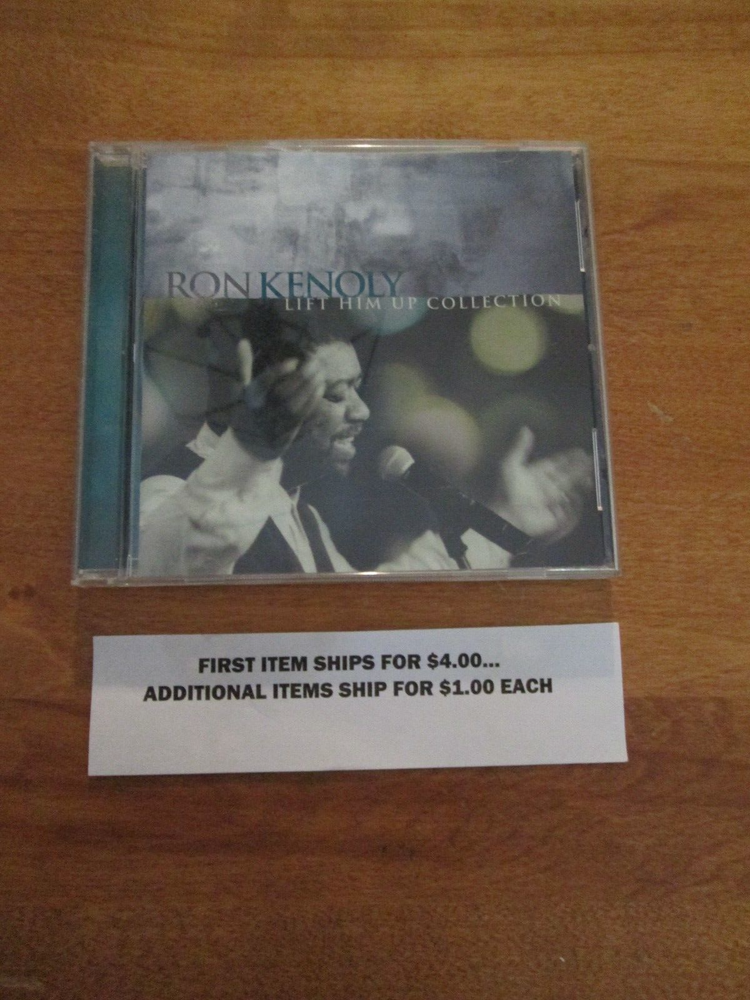 RON KENOLY
LIFT HIM UP COLLECTION
FIRST ITEM SHIPS FOR $4.00...
ADDITIONAL ITEMS SHIP FOR $1.00 EACH